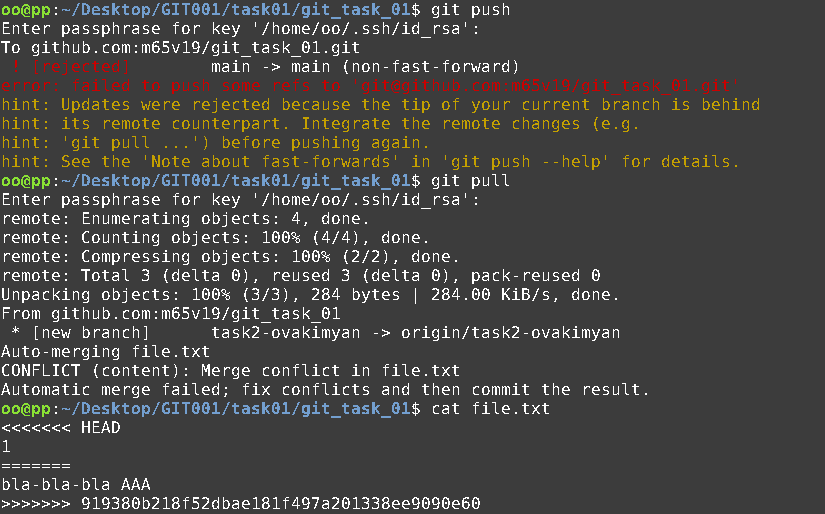 oo@pp:~/Desktop/GIT001/task01/git_task_01$ git push
Enter passphrase for key '/home/oo/.ssh/id_rsa':
To github.com:m65v19/git_task_01.git
 ! [rejected]        main -> main (non-fast-forward)
error: failed to push some refs to 'git@github.com:m65v19/git_task_01.git'
hint: Updates were rejected because the tip of your current branch is behind
hint: its remote counterpart. Integrate the remote changes (e.g.
hint: 'git pull ...') before pushing again.
hint: See the 'Note about fast-forwards' in 'git push --help' for details.
oo@pp:~/Desktop/GIT001/task01/git_task_01$ git pull
Enter passphrase for key '/home/oo/.ssh/id_rsa':
remote: Enumerating objects: 4, done.
remote: Counting objects: 100% (4/4), done.
remote: Compressing objects: 100% (2/2), done.
remote: Total 3 (delta 0), reused 3 (delta 0), pack-reused 0
Unpacking objects: 100% (3/3), 284 bytes | 284.00 KiB/s, done.
From github.com:m65v19/git_task_01
 * [new branch]      task2-ovakimyan -> origin/task2-ovakimyan
Auto-merging file.txt
CONFLICT (content): Merge conflict in file.txt
Automatic merge failed; fix conflicts and then commit the result.
oo@pp:~/Desktop/GIT001/task01/git_task_01$ cat file.txt
<<<<<<< HEAD
1
=======
bla-bla-bla AAA
>>>>>>> 919380b218f52dbae181f497a201338ee9090e60